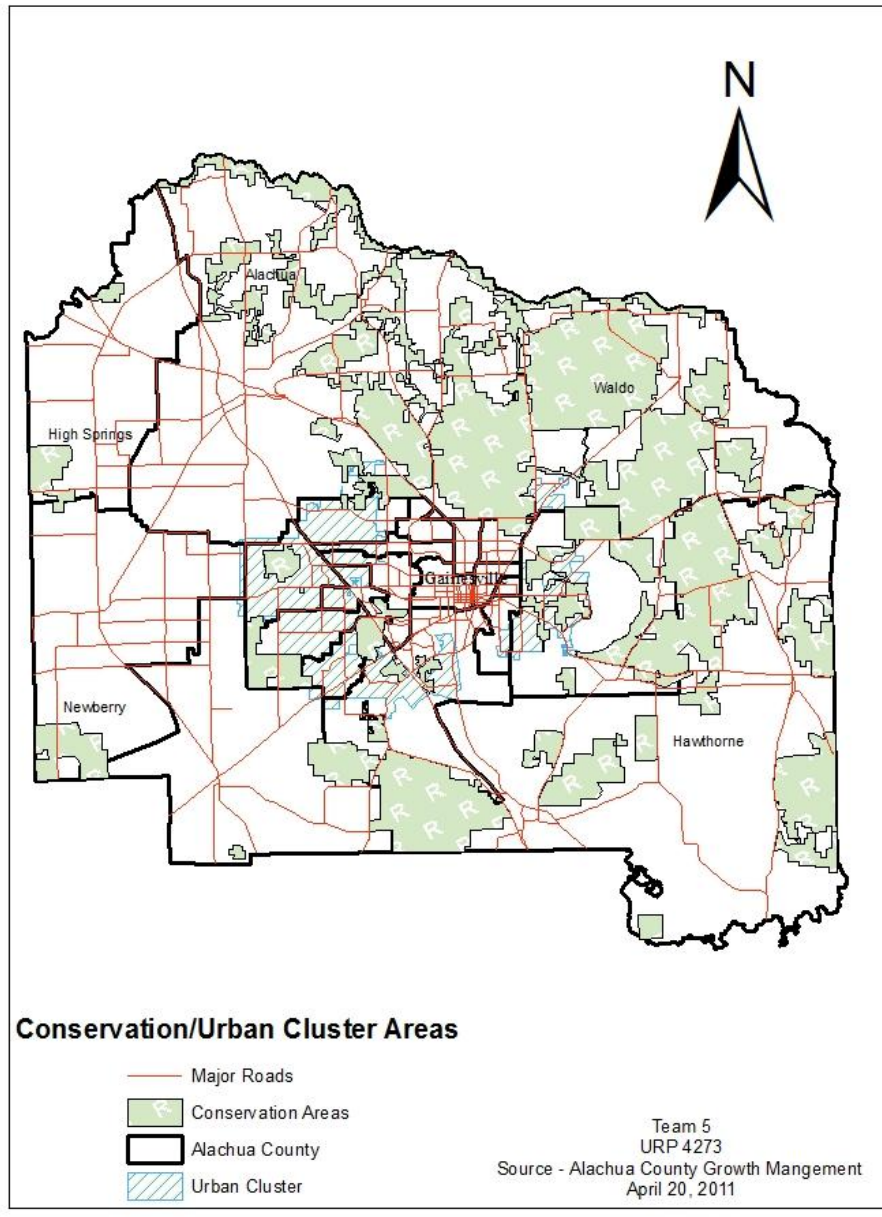 N
Alachua
Waldo
High Springs
Gainesville
Newberry
Hawthorne
Conservation/Urban Cluster Areas
Major Roads
Conservation Areas
Alachua County
Urban Cluster
Team 5
URP 4273
Source - Alachua County Growth Mangement
April 20, 2011